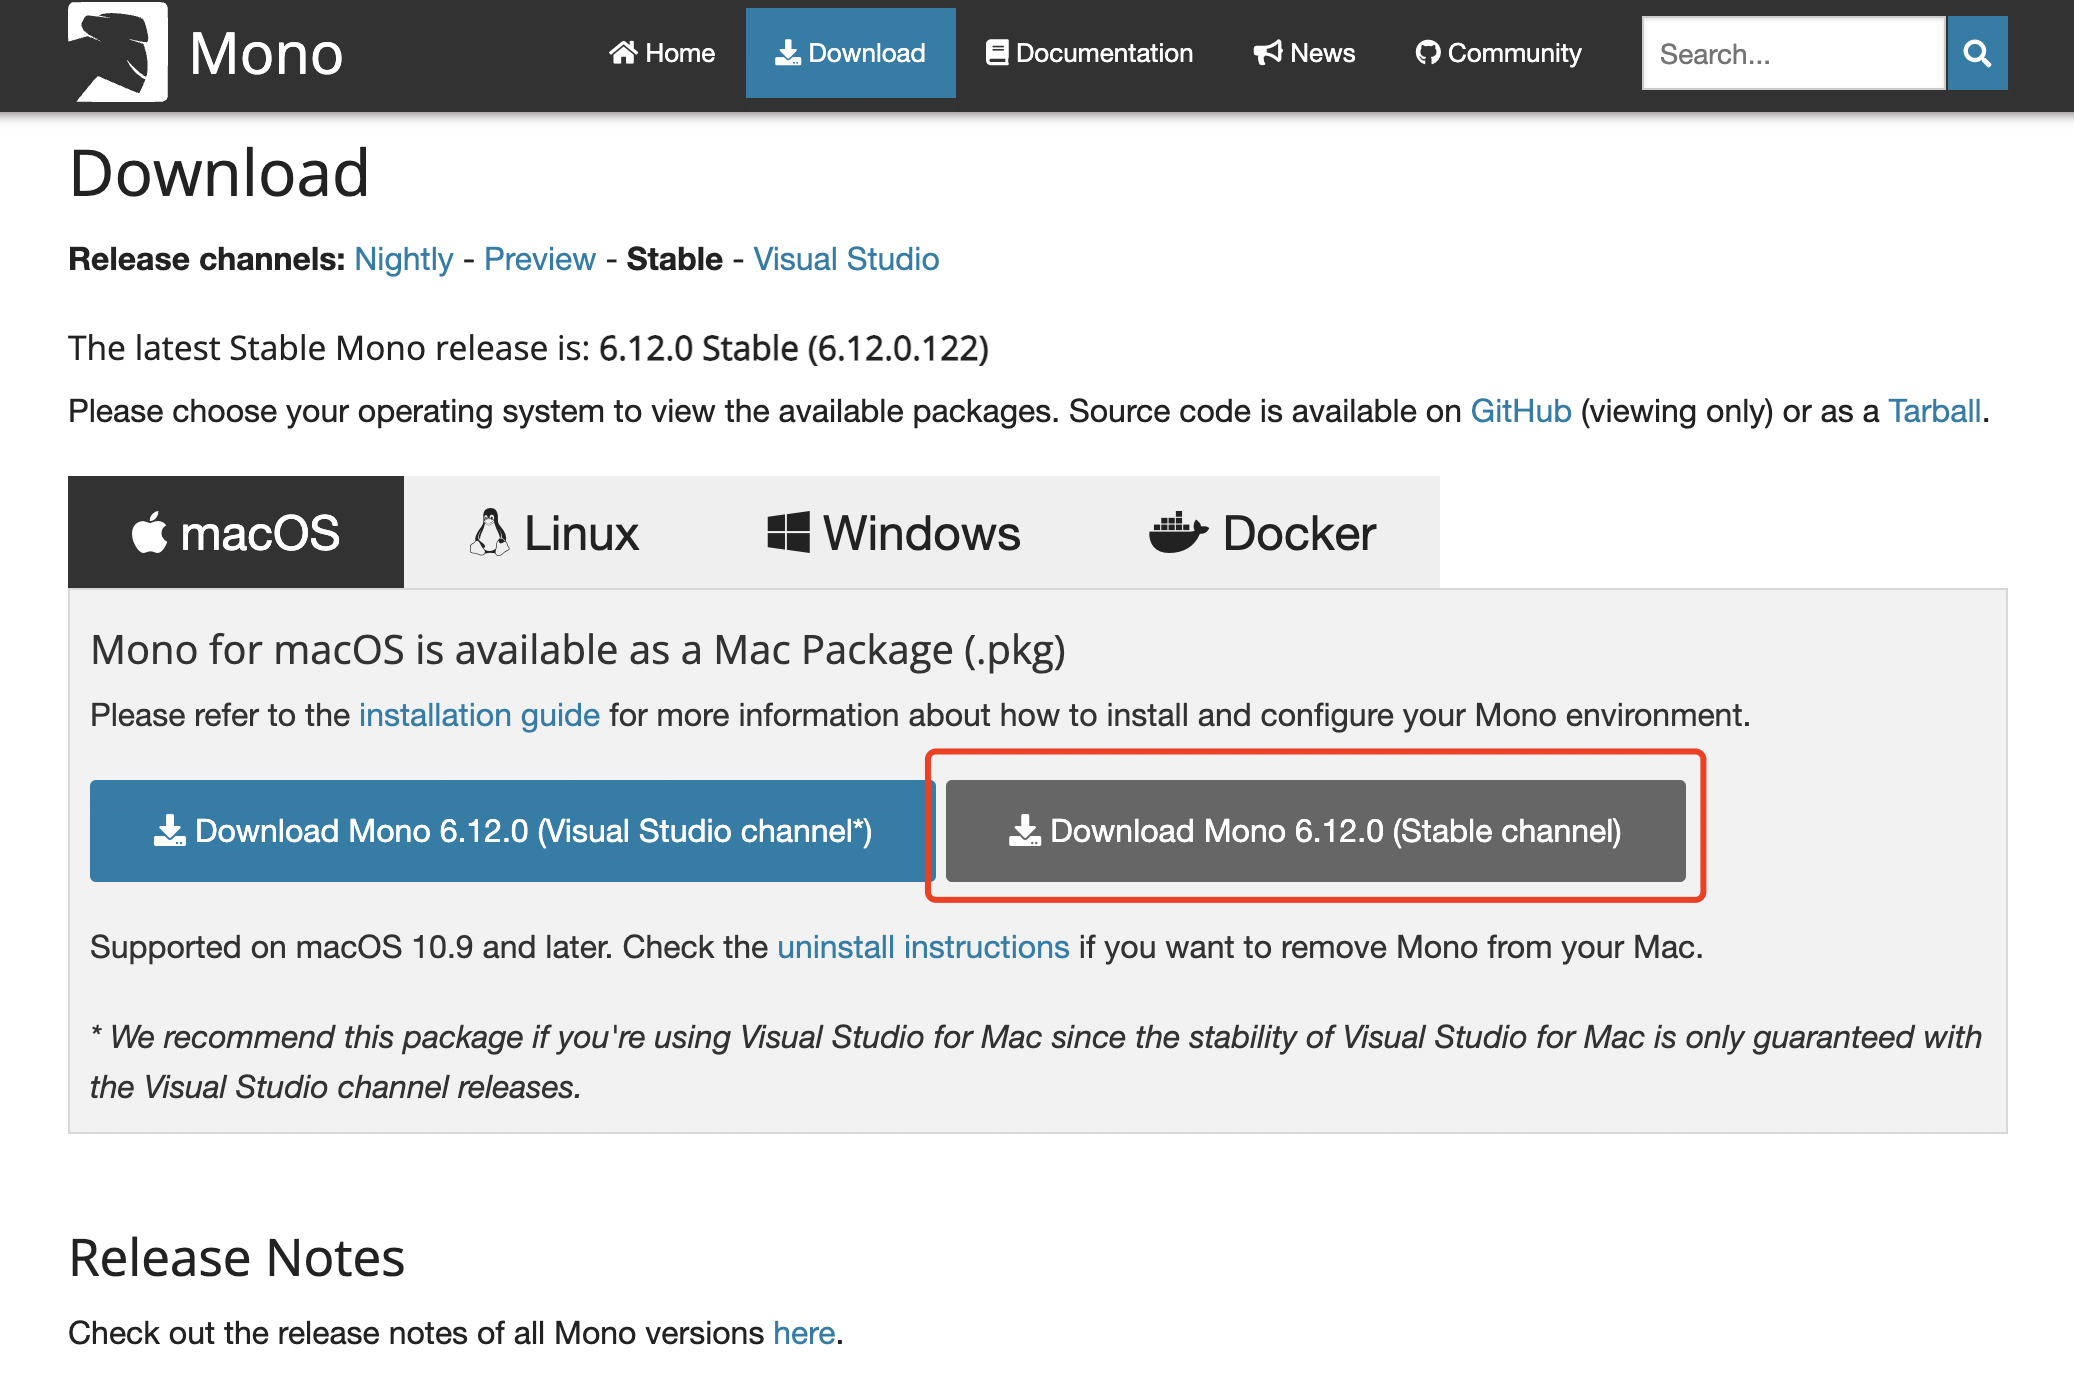 Mono
Home
Download
Documentation
News
Community
Search...
Download
Release channels: Nightly - Preview - Stable - Visual Studio
The latest Stable Mono release is: 6.12.0 Stable (6.12.0.122)
Please choose your operating system to view the available packages. Source code is available on GitHub (viewing only) or as a Tarball.
macOS
Linux
Windows
Docker
Mono for macOS is available as a Mac Package (.pkg)
Please refer to the installation guide for more information about how to install and configure your Mono environment.
Download Mono 6.12.0 (Visual Studio channel*)
Download Mono 6.12.0 (Stable channel)
Supported on macOS 10.9 and later. Check the uninstall instructions if you want to remove Mono from your Mac.
* We recommend this package if you're using Visual Studio for Mac since the stability of Visual Studio for Mac is only guaranteed with
the Visual Studio channel releases.
Release Notes
Check out the release notes of all Mono versions here.